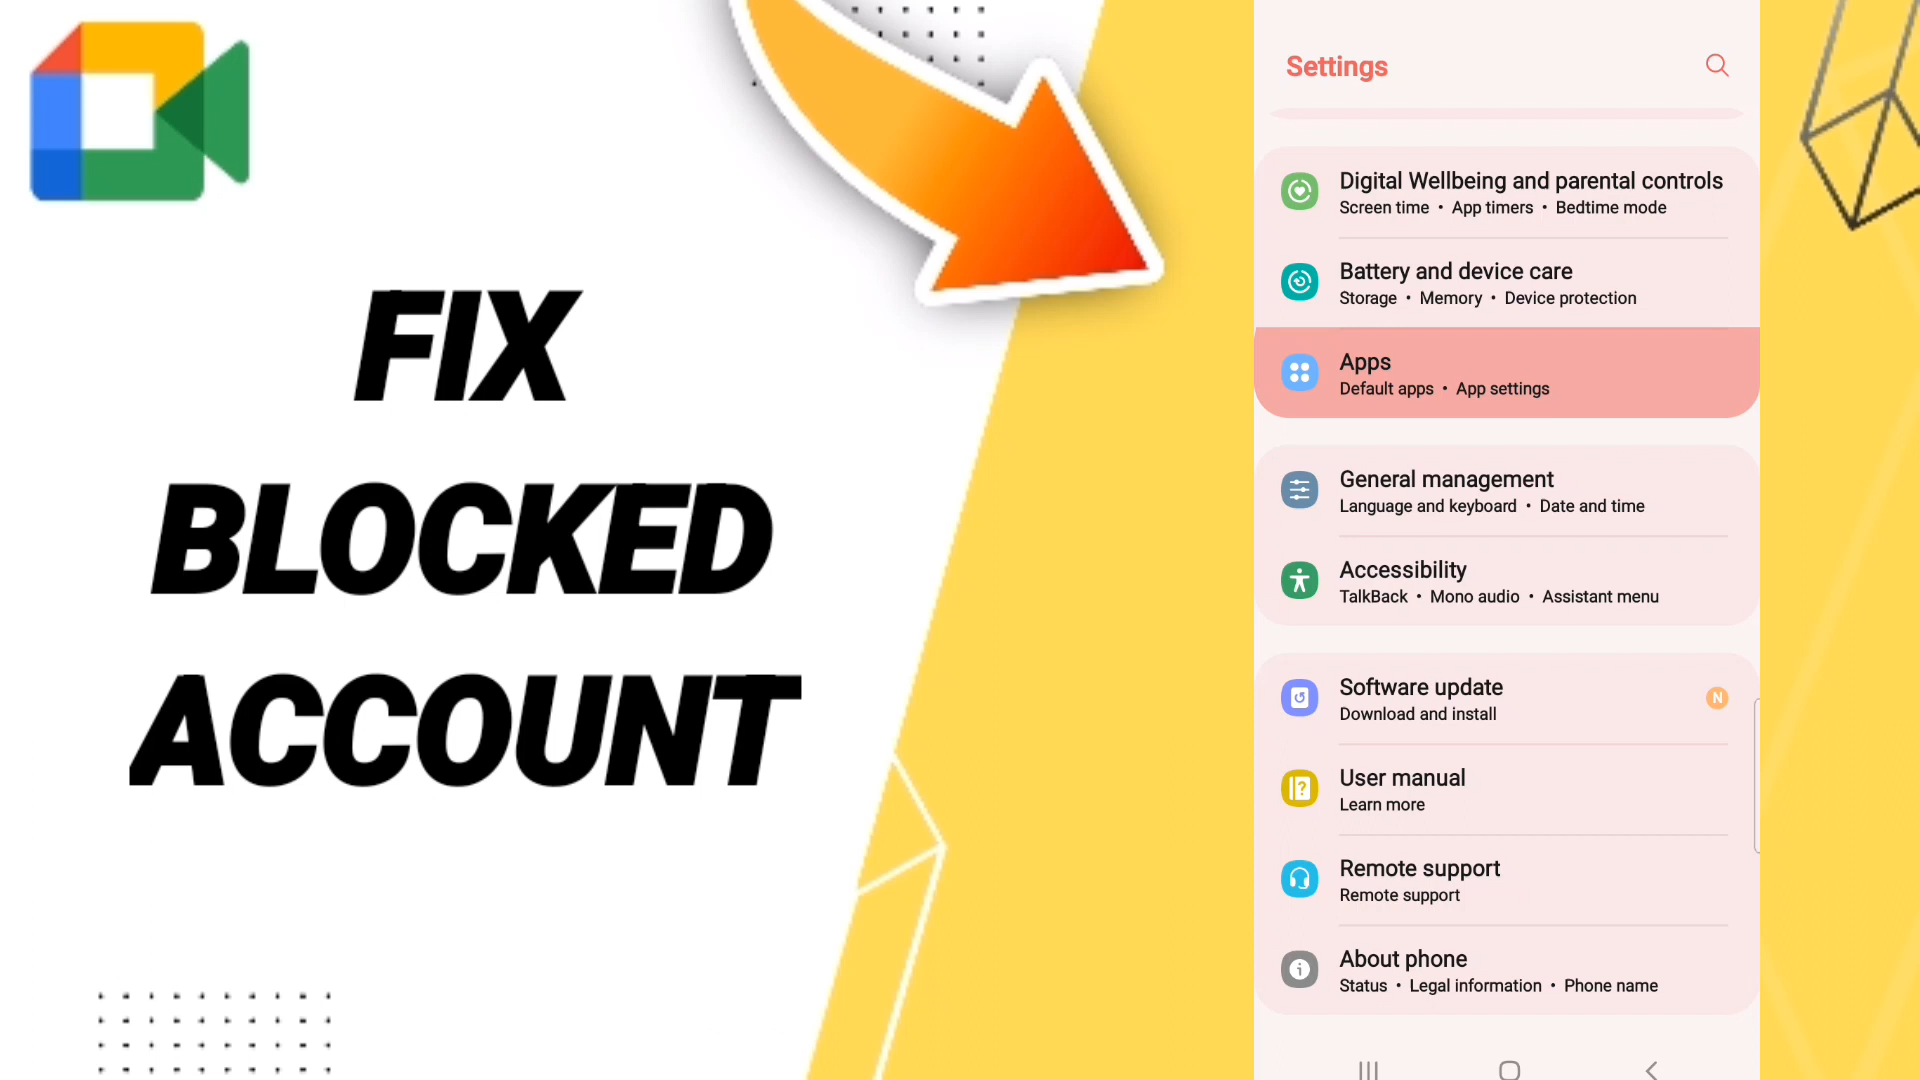 FIX
BLOCKED
ACCOUNT
Settings
Digital Wellbeing and parental controls
Screen time • App timers • Bedtime mode
Battery and device care
Storage • Memory • Device protection
Apps
Default apps • App settings
General management
Language and keyboard • Date and time
Accessibility
TalkBack • Mono audio • Assistant menu
Software update
N
Download and install
User manual
Learn more
Remote support
Remote support
About phone
Status • Legal information • Phone name